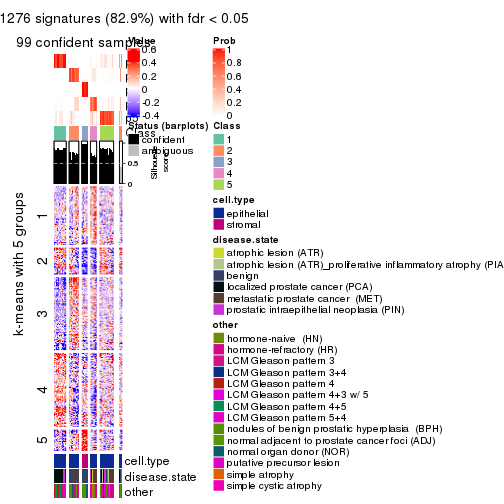 1276 signatures (82.9%) with fdr < 0.05
99 confident samples
Value
0.6
0.4
0.2
0
-0.2
-0.4
Prob
1
0.8
0.6
0.4
0.2
0
Class
Status (barplots)
confident
ambiguous
0.5
0
Silhouette
score
Class
1
2
3
4
5
k-means with 5 groups
1
2
3
4
5
cell.type
epithelial
stromal
disease.state
atrophic lesion (ATR)
atrophic lesion (ATR)_proliferative inflammatory atrophy (PIA
benign
localized prostate cancer (PCA)
metastatic prostate cancer (MET)
prostatic intraepithelial neoplasia (PIN)
other
hormone-naive (HN)
hormone-refractory (HR)
LCM Gleason pattern 3
LCM Gleason pattern 3+4
LCM Gleason pattern 4
LCM Gleason pattern 4+3 w/ 5
LCM Gleason pattern 4+5
LCM Gleason pattern 5+4
nodules of benign prostatic hyperplasia (BPH)
normal adjacent to prostate cancer foci (ADJ)
normal organ donor (NOR)
putative precursor lesion
simple atrophy
simple cystic atrophy
cell.type
disease.state
other